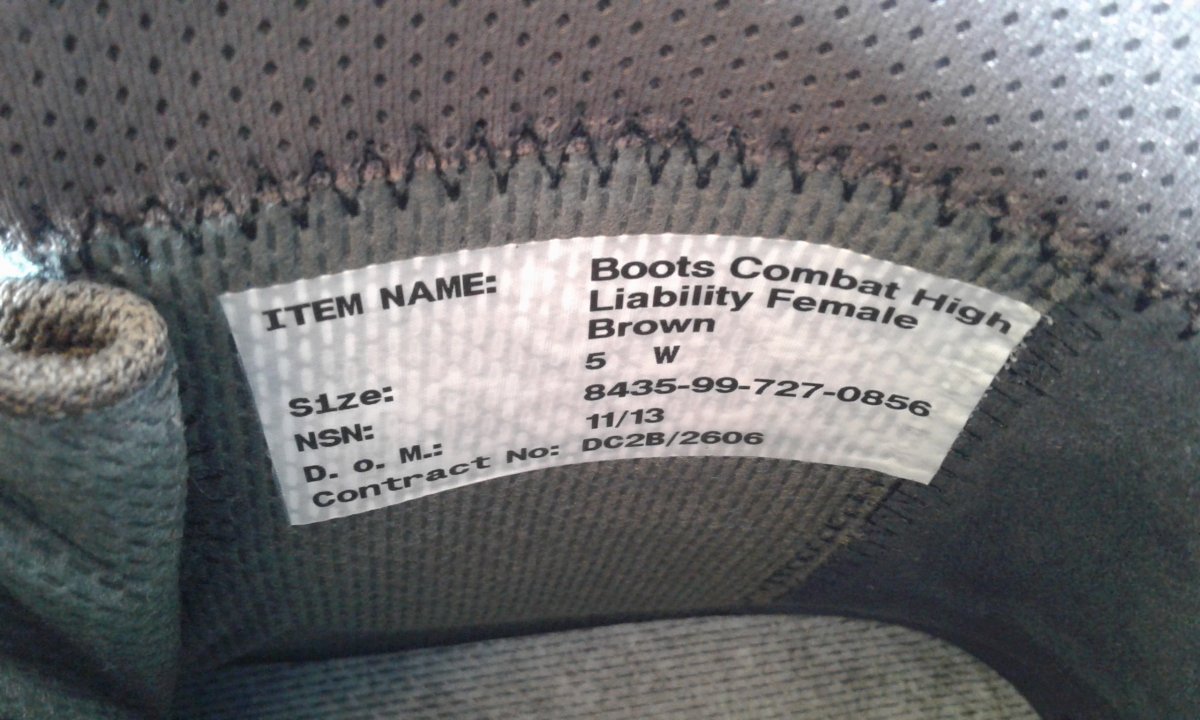 ITEM NAME: Boots Combat High
Liability Female
Brown
Size: 5 W
NSN: 8435-99-727-0856
D. o. M.: 11/13
Contract No: DC2B/2606